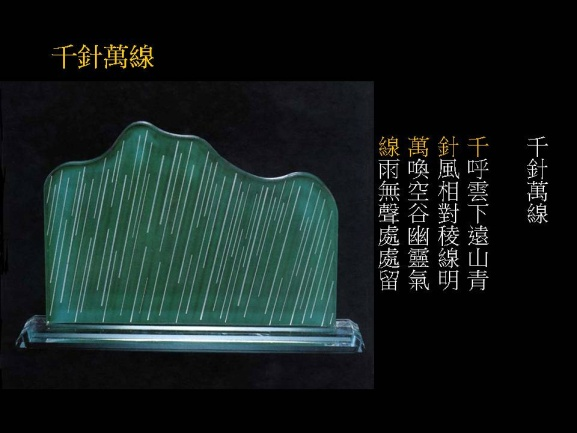 千針萬線
千針萬線
千呼雲下遠山青
針風相對稜線明
萬喚空谷幽靈氣
線雨無聲處處留